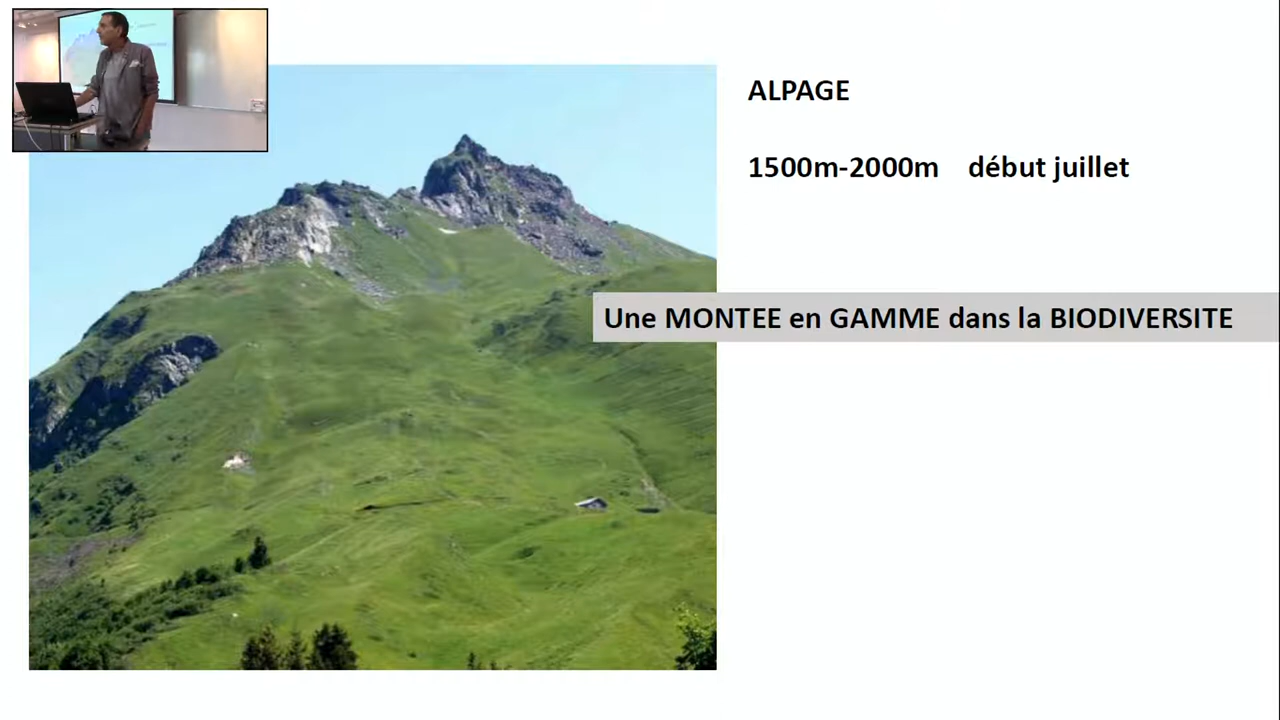 ALPAGE
1500m-2000m début juillet
Une MONTEE en GAMME dans la BIODIVERSITE